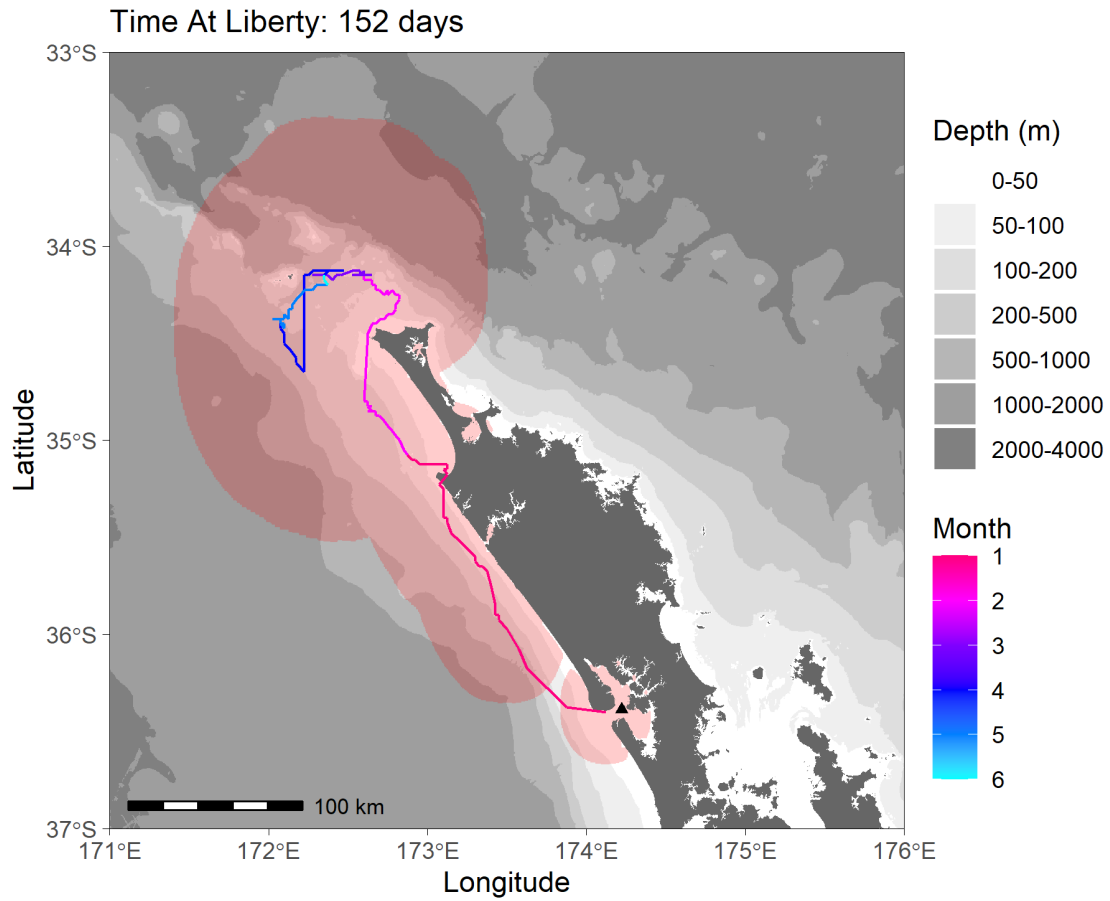 Time At Liberty: 152 days
33°S
34°S
35°S
36°S
37°S
Latitude
171°E
172°E
173°E
174°E
175°E
176°E
Longitude
100 km
Depth (m)
0-50
50-100
100-200
200-500
500-1000
1000-2000
2000-4000
Month
1
2
3
4
5
6